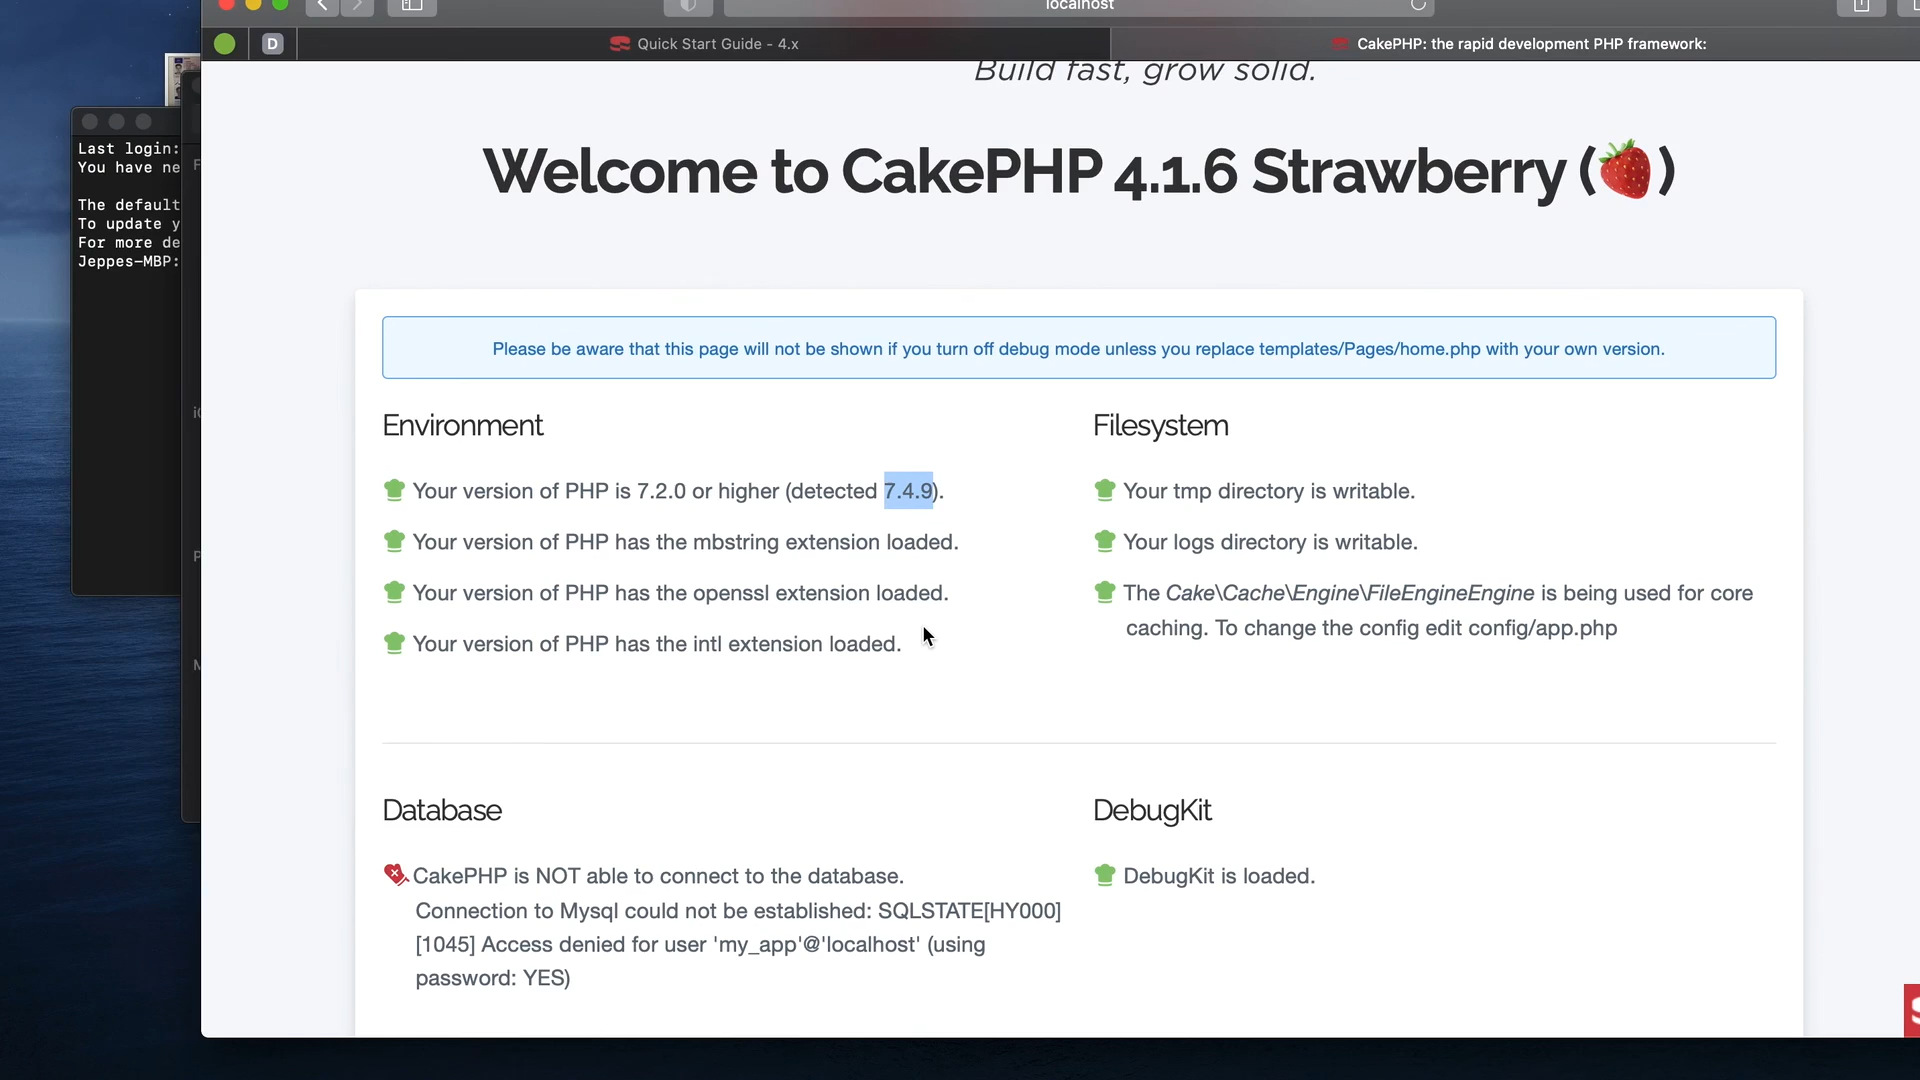 localhost
D
Quick Start Guide - 4.x
CakePHP: the rapid development PHP framework:
Build fast, grow solid.
Welcome to CakePHP 4.1.6 Strawberry (🍓)
Last login:
You have ne
The default
To update y
For more de
Jeppes-MBP:
Please be aware that this page will not be shown if you turn off debug mode unless you replace templates/Pages/home.php with your own version.
Environment
Your version of PHP is 7.2.0 or higher (detected 7.4.9).
Your version of PHP has the mbstring extension loaded.
Your version of PHP has the openssl extension loaded.
Your version of PHP has the intl extension loaded.
Filesystem
Your tmp directory is writable.
Your logs directory is writable.
The Cake\Cache\Engine\FileEngineEngine is being used for core
caching. To change the config edit config/app.php
Database
CakePHP is NOT able to connect to the database.
Connection to Mysql could not be established: SQLSTATE[HY000]
[1045] Access denied for user 'my_app'@'localhost' (using
password: YES)
DebugKit
DebugKit is loaded.